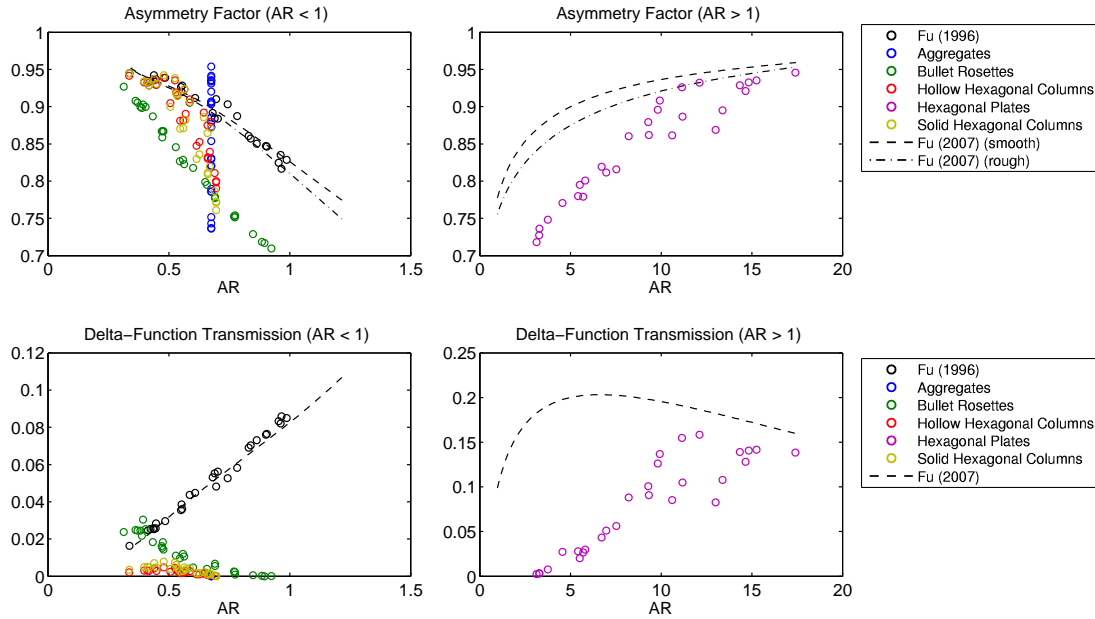 Asymmetry Factor (AR < 1)
1
0.95
0.9
0.85
0.8
0.75
0.7
0
0.5
1
1.5
AR
Asymmetry Factor (AR > 1)
1
0.95
0.9
0.85
0.8
0.75
0.7
0
5
10
15
20
AR
Fu (1996)
Aggregates
Bullet Rosettes
Hollow Hexagonal Columns
Hexagonal Plates
Solid Hexagonal Columns
Fu (2007) (smooth)
Fu (2007) (rough)
Delta−Function Transmission (AR < 1)
0.12
0.1
0.08
0.06
0.04
0.02
0
0
0.5
1
1.5
AR
Delta−Function Transmission (AR > 1)
0.25
0.2
0.15
0.1
0.05
0
0
5
10
15
20
AR
Fu (1996)
Aggregates
Bullet Rosettes
Hollow Hexagonal Columns
Hexagonal Plates
Solid Hexagonal Columns
Fu (2007)